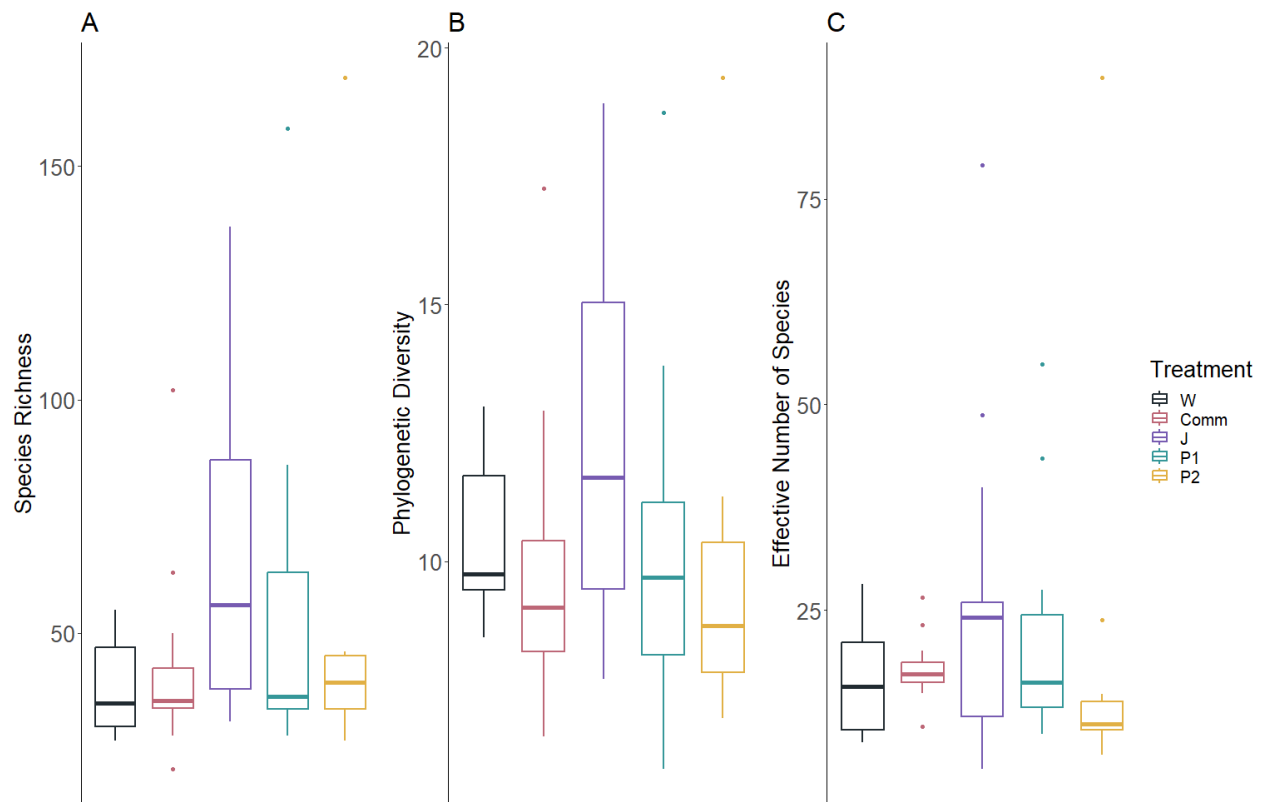 A
B
C
Species Richness
150
100
50
Phylogenetic Diversity
20
15
10
Effective Number of Species
75
50
25
Treatment
W
Comm
J
P1
P2